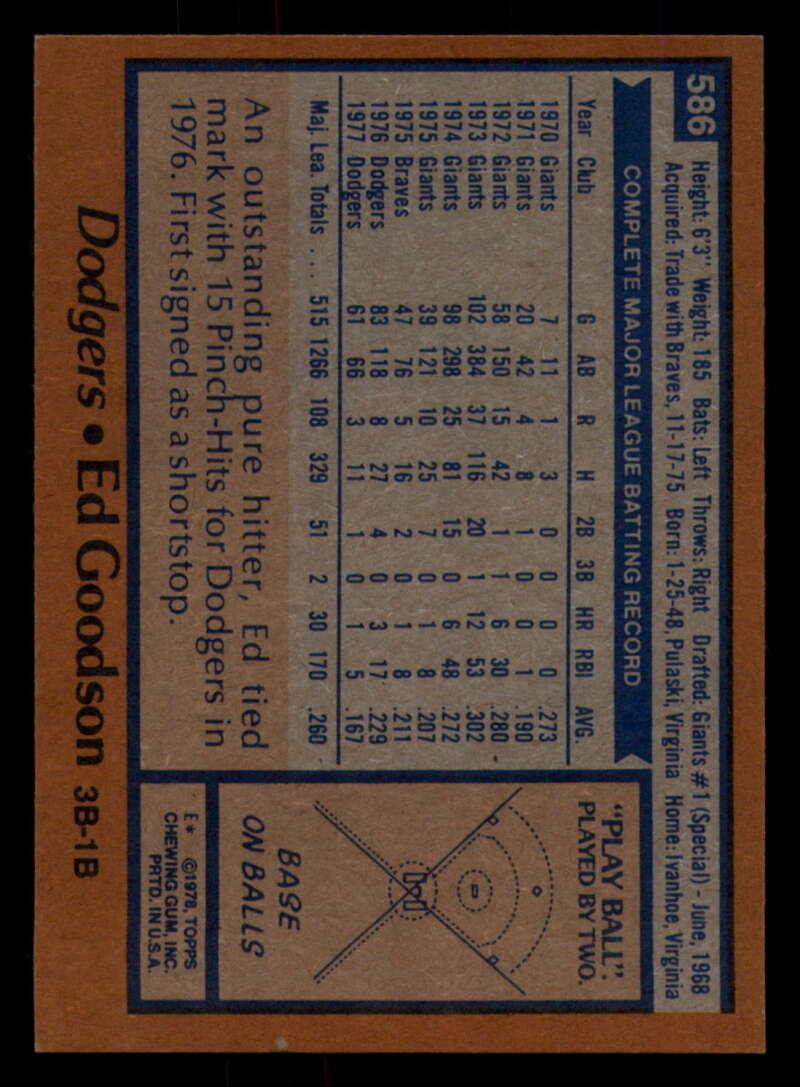 586
Height: 6'3'' Weight: 185 Bats: Left Throws: Right Drafted: Giants #1 (Special) - June, 1968
Acquired: Trade with Braves, 11-17-75 Born: 1-25-48, Pulaski, Virginia Home: Ivanhoe, Virginia
COMPLETE MAJOR LEAGUE BATTING RECORD
Year Club G AB R H 2B 3B HR RBI AVG.
1970 Giants 7 11 1 3 0 0 0 0 .273
1971 Giants 20 42 4 8 1 0 0 1 .190
1972 Giants 58 150 15 42 1 1 6 30 .280
1973 Giants 102 384 37 116 20 1 12 53 .302
1974 Giants 98 298 25 81 15 0 6 48 .272
1975 Giants 39 121 10 25 7 0 1 8 .207
1975 Braves 47 76 5 16 2 0 1 8 .211
1976 Dodgers 83 118 8 27 4 0 3 17 .229
1977 Dodgers 61 66 3 11 1 0 1 5 .167
Maj. Lea. Totals .... 515 1266 108 329 51 2 30 170 .260
An outstanding pure hitter, Ed tied
mark with 15 Pinch-Hits for Dodgers in
1976. First signed as a shortstop.
"PLAY BALL":
PLAYED BY TWO.
BASE
ON BALLS
E* ©1978, TOPPS
CHEWING GUM, INC.
PRTD. IN U.S.A.
Dodgers • Ed Goodson 3B-1B